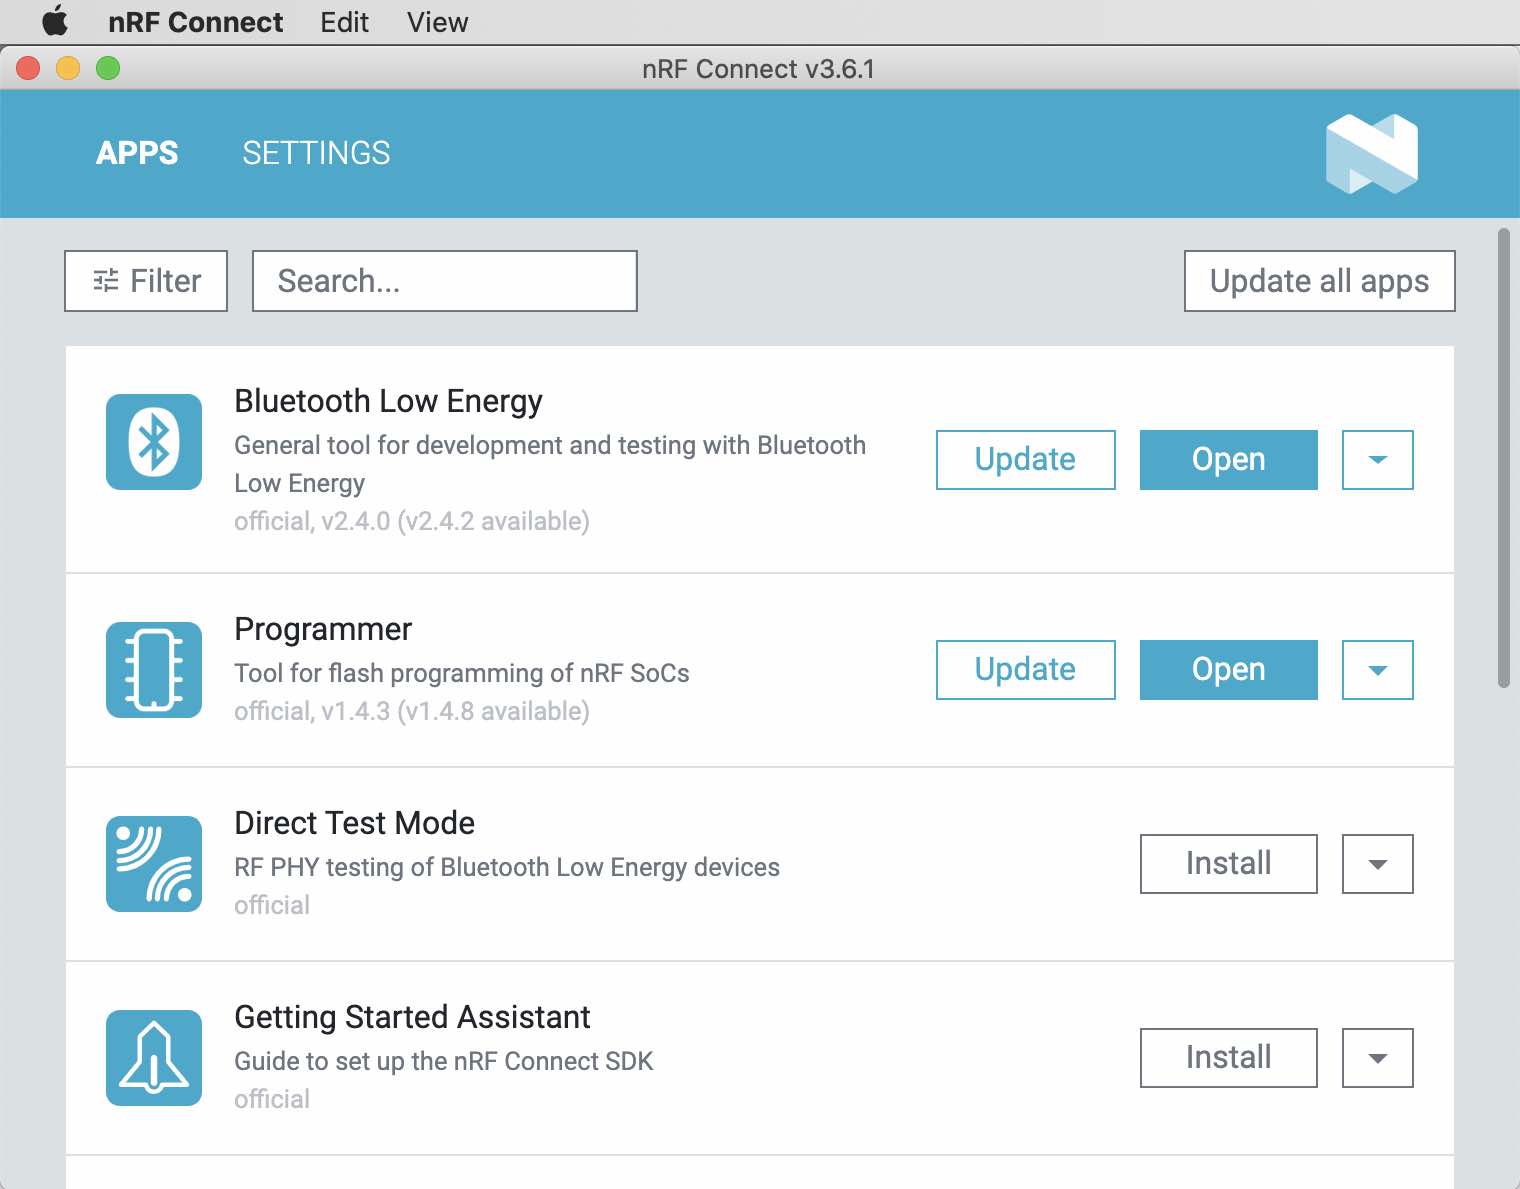 nRF Connect Edit View
nRF Connect v3.6.1
APPS SETTINGS
Filter Search... Update all apps
Bluetooth Low Energy
General tool for development and testing with Bluetooth
Low Energy
official, v2.4.0 (v2.4.2 available)
Update Open
Programmer
Tool for flash programming of nRF SoCs
official, v1.4.3 (v1.4.8 available)
Update Open
Direct Test Mode
RF PHY testing of Bluetooth Low Energy devices
official
Install
Getting Started Assistant
Guide to set up the nRF Connect SDK
official
Install